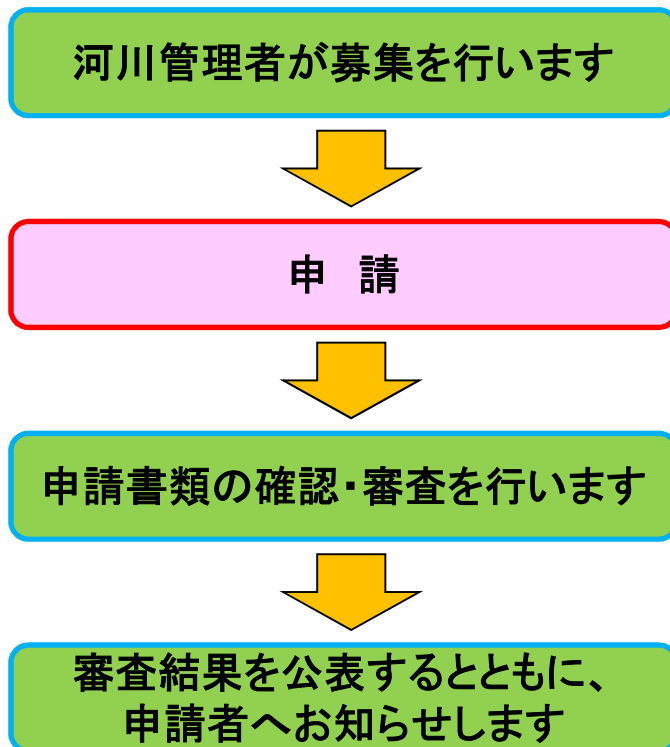 河川管理者が募集を行います
申　請
申請書類の確認・審査を行います
審査結果を公表するとともに、
申請者へお知らせします